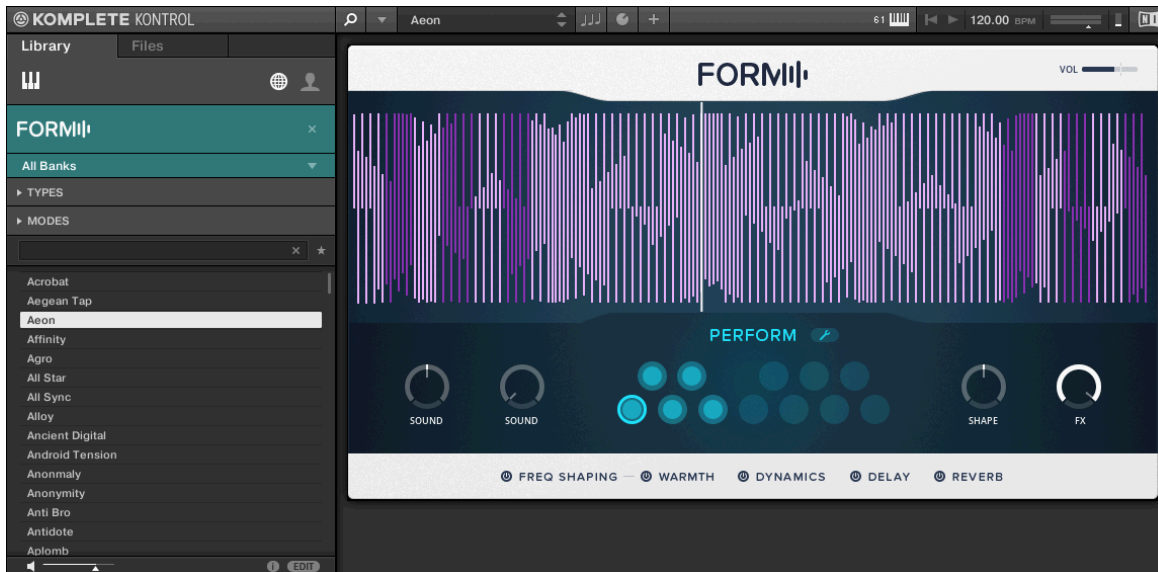 KOMPLETE KONTROL
Aeon
61
120.00 BPM
Library
Files
FORM
VOL
FORM
All Banks
TYPES
MODES
Acrobat
Aegean Tap
Aeon
Affinity
Agro
All Star
All Sync
Alloy
Ancient Digital
Android Tension
Anonmaly
Anonymity
Anti Bro
Antidote
Aplomb
EDIT
PERFORM
SOUND
SOUND
SHAPE
FX
FREQ SHAPING
WARMTH
DYNAMICS
DELAY
REVERB